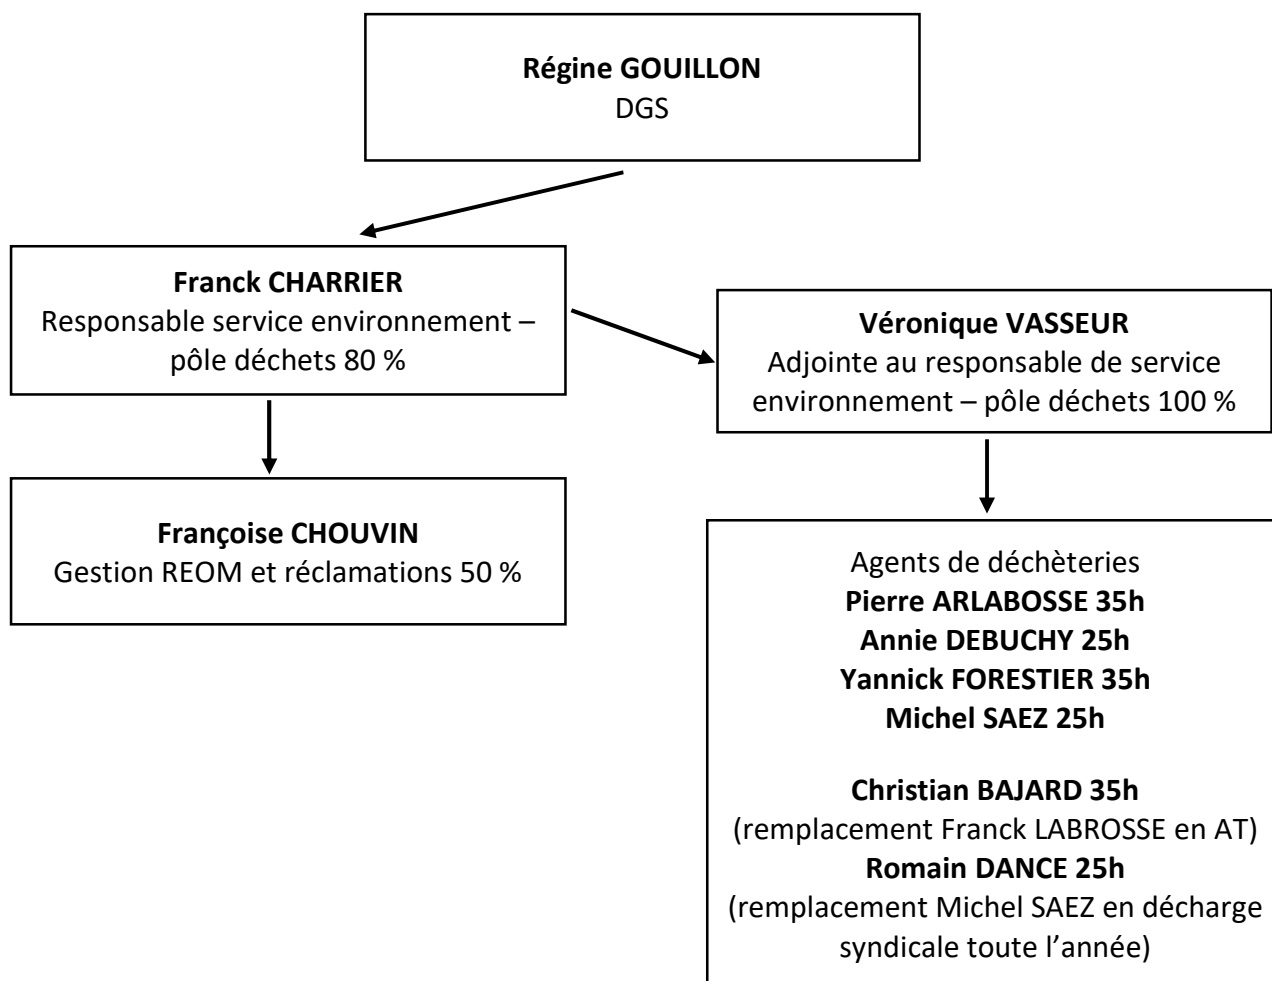 Régine GOUILLON
DGS
Franck CHARRIER
Responsable service environnement –
pôle déchets 80 %
Véronique VASSEUR
Adjointe au responsable de service
environnement – pôle déchets 100 %
Françoise CHOUVIN
Gestion REOM et réclamations 50 %
Agents de déchèteries
Pierre ARLABOSSE 35h
Annie DEBUCHY 25h
Yannick FORESTIER 35h
Michel SAEZ 25h
Christian BAJARD 35h
(remplacement Franck LABROSSE en AT)
Romain DANCE 25h
(remplacement Michel SAEZ en décharge
syndicale toute l’année)